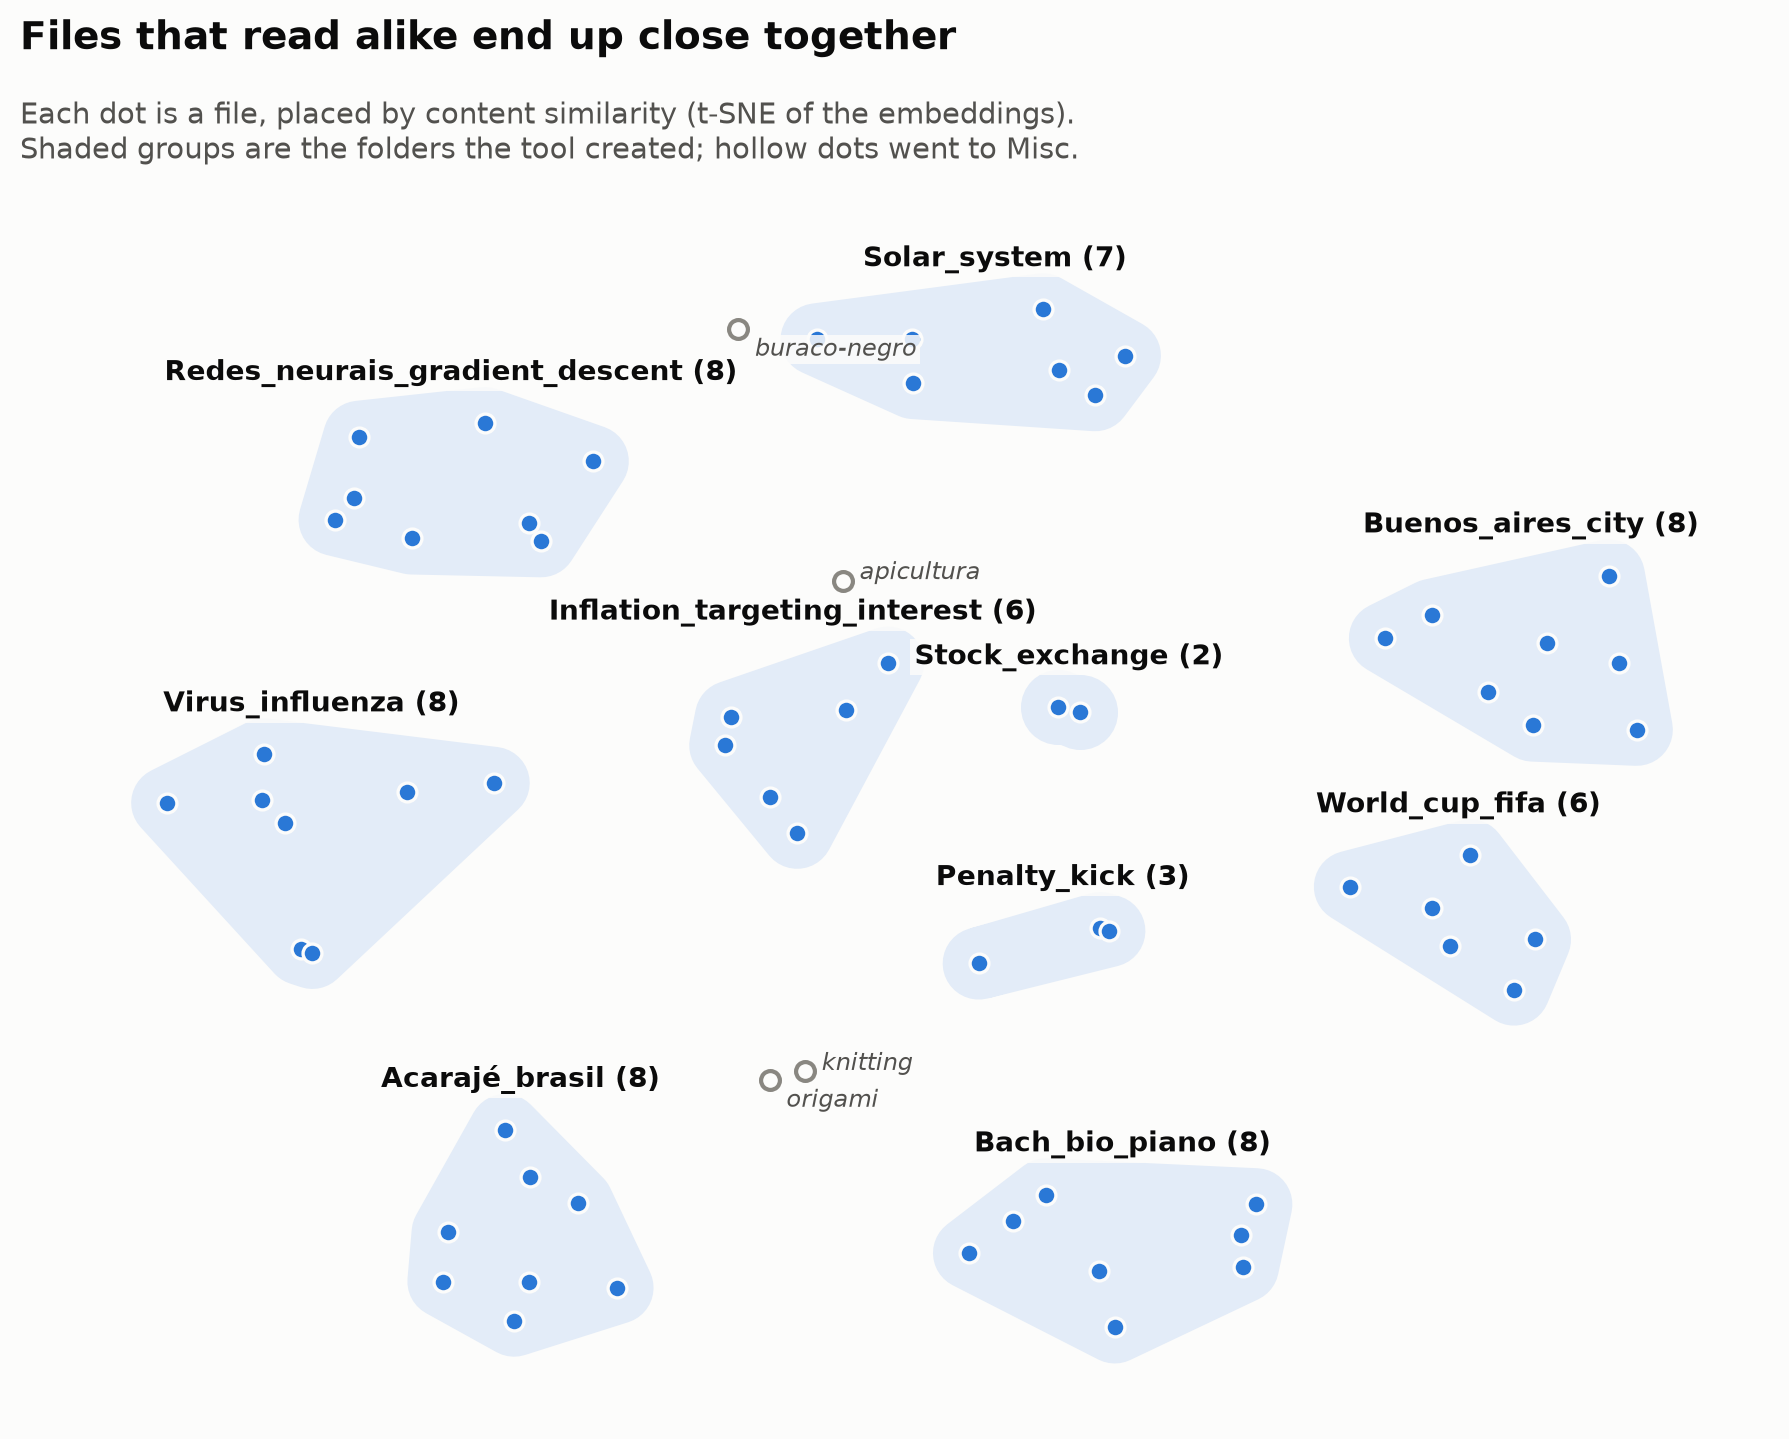 Files that read alike end up close together
Each dot is a file, placed by content similarity (t-SNE of the embeddings).
Shaded groups are the folders the tool created; hollow dots went to Misc.
Solar_system (7)
buraco-negro
Redes_neurais_gradient_descent (8)
Buenos_aires_city (8)
apicultura
Inflation_targeting_interest (6)
Stock_exchange (2)
Virus_influenza (8)
World_cup_fifa (6)
Penalty_kick (3)
knitting
Acarajé_brasil (8)
origami
Bach_bio_piano (8)